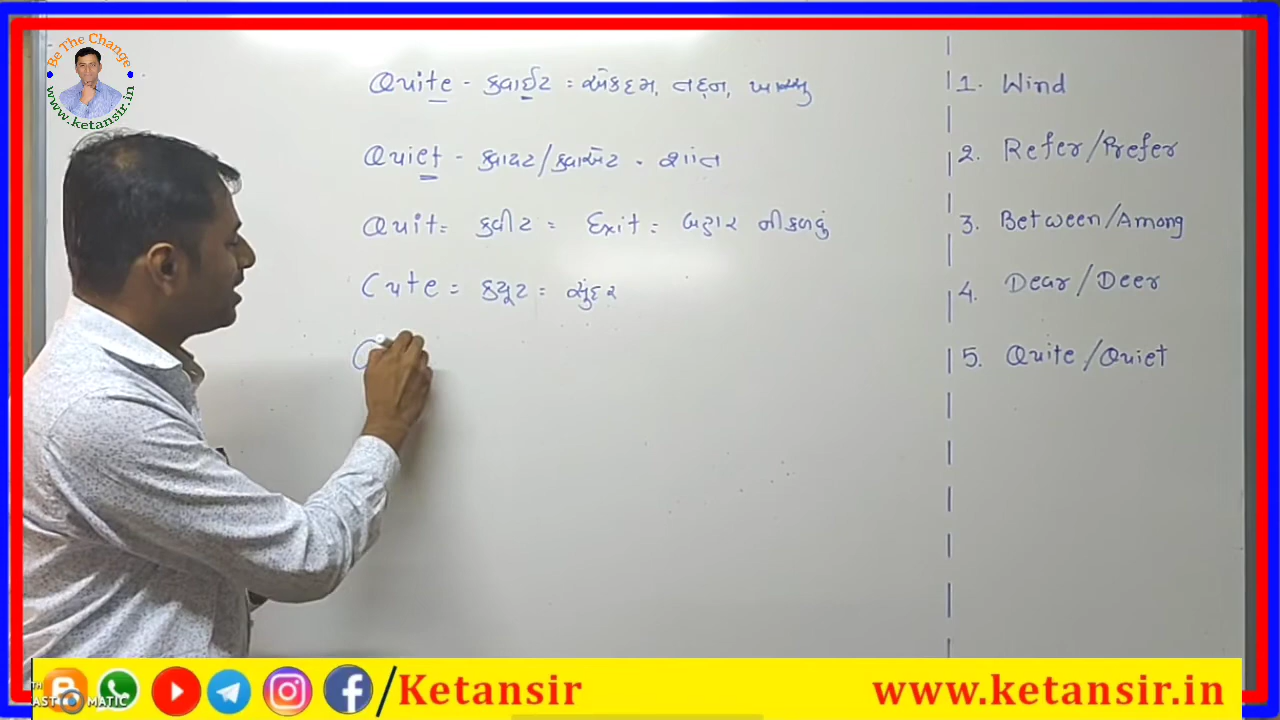 Be The Change
www.ketansir.in
Quite - ક્વાઈટ = એકદમ, તદ્દન,
Quiet - ક્વાયટ/ક્વાએટ - શાંત
Quit = ક્વીટ = Exit = બહાર નીકળવું
Cute = ક્યૂટ = સુંદર
1. Wind
2. Refer/Prefer
3. Between/Among
4. Dear/Deer
5. Quite/Quiet
/Ketansir www.ketansir.in